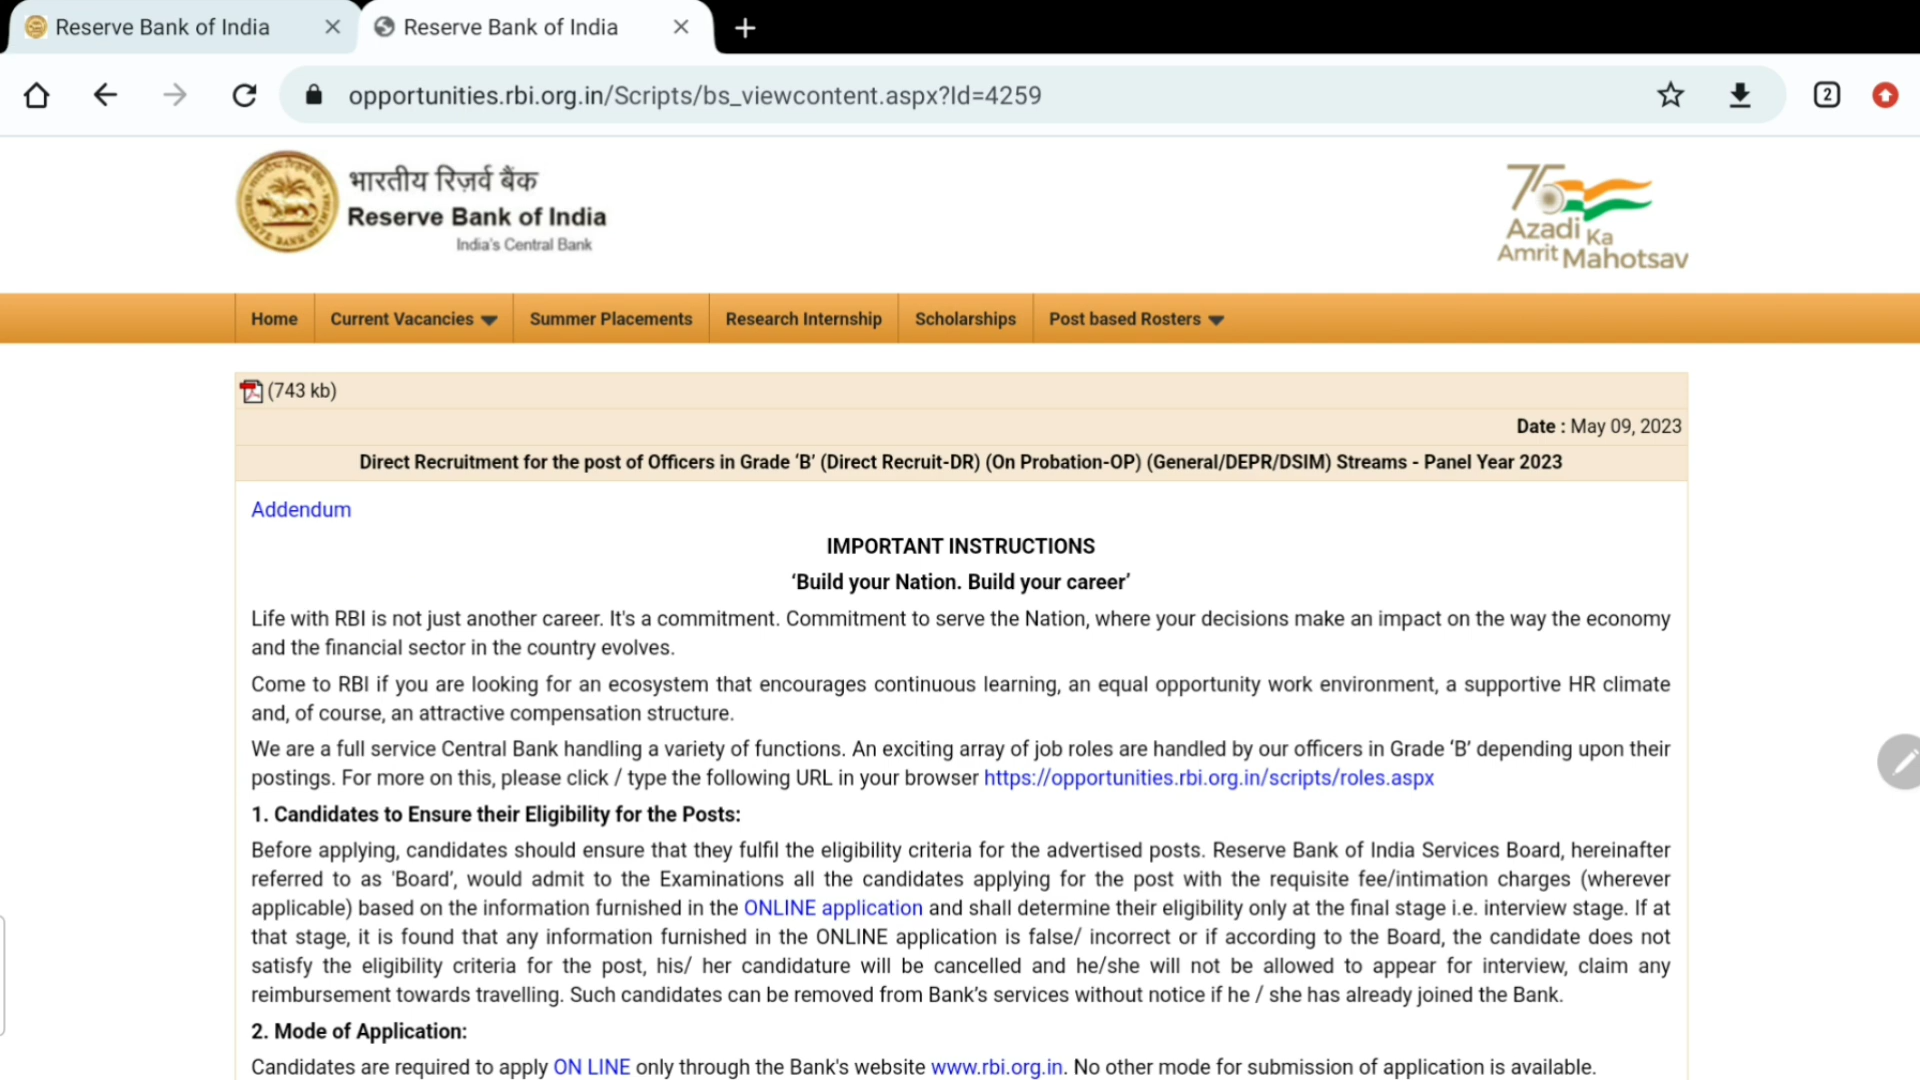 Reserve Bank of India
Reserve Bank of India
opportunities.rbi.org.in/Scripts/bs_viewcontent.aspx?Id=4259
2
भारतीय रिज़र्व बैंक
Reserve Bank of India
India's Central Bank
75
Azadi Ka
Amrit Mahotsav
Home Current Vacancies Summer Placements Research Internship Scholarships Post based Rosters
(743 kb)
Date : May 09, 2023
Direct Recruitment for the post of Officers in Grade ‘B’ (Direct Recruit-DR) (On Probation-OP) (General/DEPR/DSIM) Streams - Panel Year 2023
Addendum
IMPORTANT INSTRUCTIONS
‘Build your Nation. Build your career’
Life with RBI is not just another career. It's a commitment. Commitment to serve the Nation, where your decisions make an impact on the way the economy
and the financial sector in the country evolves.
Come to RBI if you are looking for an ecosystem that encourages continuous learning, an equal opportunity work environment, a supportive HR climate
and, of course, an attractive compensation structure.
We are a full service Central Bank handling a variety of functions. An exciting array of job roles are handled by our officers in Grade ‘B’ depending upon their
postings. For more on this, please click / type the following URL in your browser https://opportunities.rbi.org.in/scripts/roles.aspx
1. Candidates to Ensure their Eligibility for the Posts:
Before applying, candidates should ensure that they fulfil the eligibility criteria for the advertised posts. Reserve Bank of India Services Board, hereinafter
referred to as 'Board’, would admit to the Examinations all the candidates applying for the post with the requisite fee/intimation charges (wherever
applicable) based on the information furnished in the ONLINE application and shall determine their eligibility only at the final stage i.e. interview stage. If at
that stage, it is found that any information furnished in the ONLINE application is false/ incorrect or if according to the Board, the candidate does not
satisfy the eligibility criteria for the post, his/ her candidature will be cancelled and he/she will not be allowed to appear for interview, claim any
reimbursement towards travelling. Such candidates can be removed from Bank’s services without notice if he / she has already joined the Bank.
2. Mode of Application:
Candidates are required to apply ON LINE only through the Bank's website www.rbi.org.in. No other mode for submission of application is available.